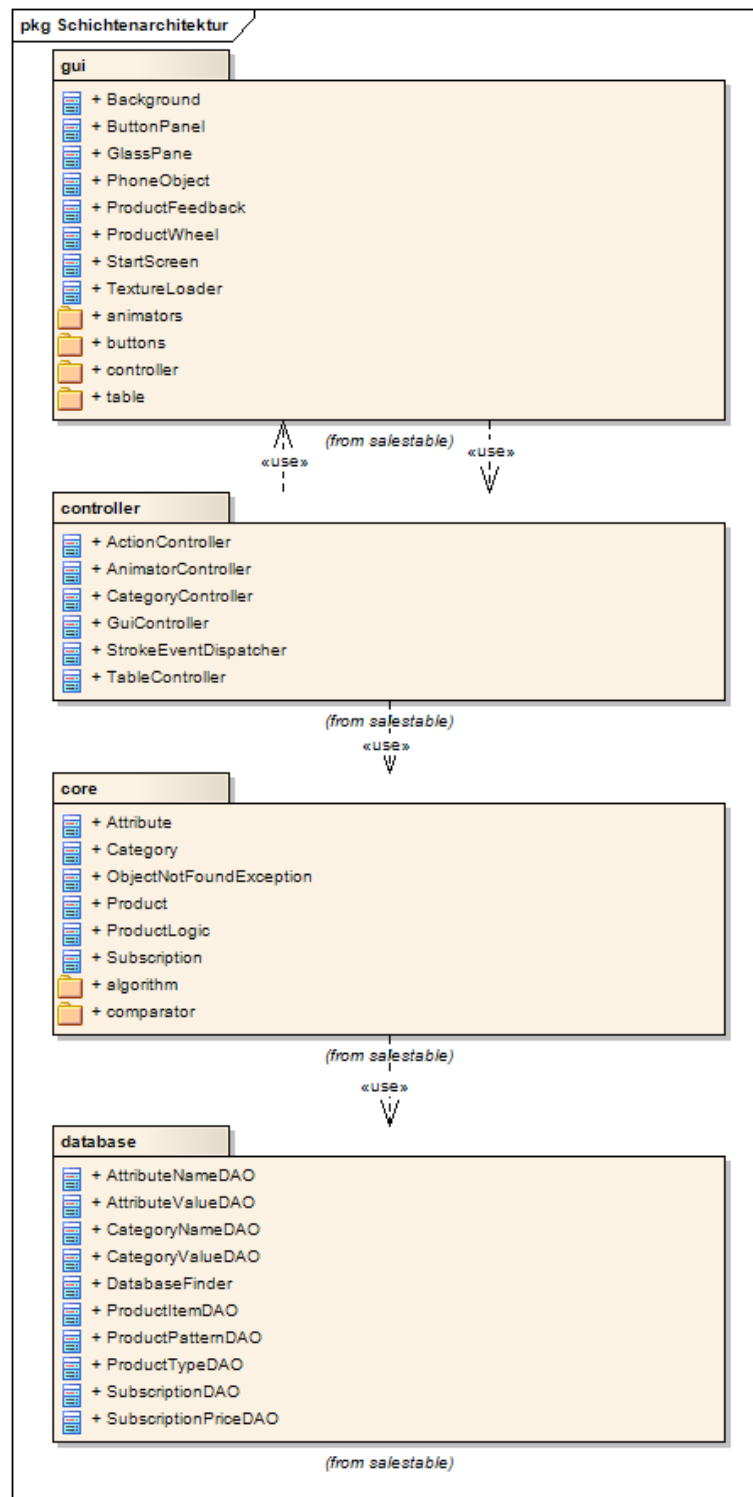 pkg Schichtenarchitektur
gui
+ Background
+ ButtonPanel
+ GlassPane
+ PhoneObject
+ ProductFeedback
+ ProductWheel
+ StartScreen
+ TextureLoader
+ animators
+ buttons
+ controller
+ table
(from salestable)
«use»
«use»
controller
+ ActionController
+ AnimatorController
+ CategoryController
+ GuiController
+ StrokeEventDispatcher
+ TableController
(from salestable)
«use»
core
+ Attribute
+ Category
+ ObjectNotFoundException
+ Product
+ ProductLogic
+ Subscription
+ algorithm
+ comparator
(from salestable)
«use»
database
+ AttributeNameDAO
+ AttributeValueDAO
+ CategoryNameDAO
+ CategoryValueDAO
+ DatabaseFinder
+ ProductItemDAO
+ ProductPatternDAO
+ ProductTypeDAO
+ SubscriptionDAO
+ SubscriptionPriceDAO
(from salestable)